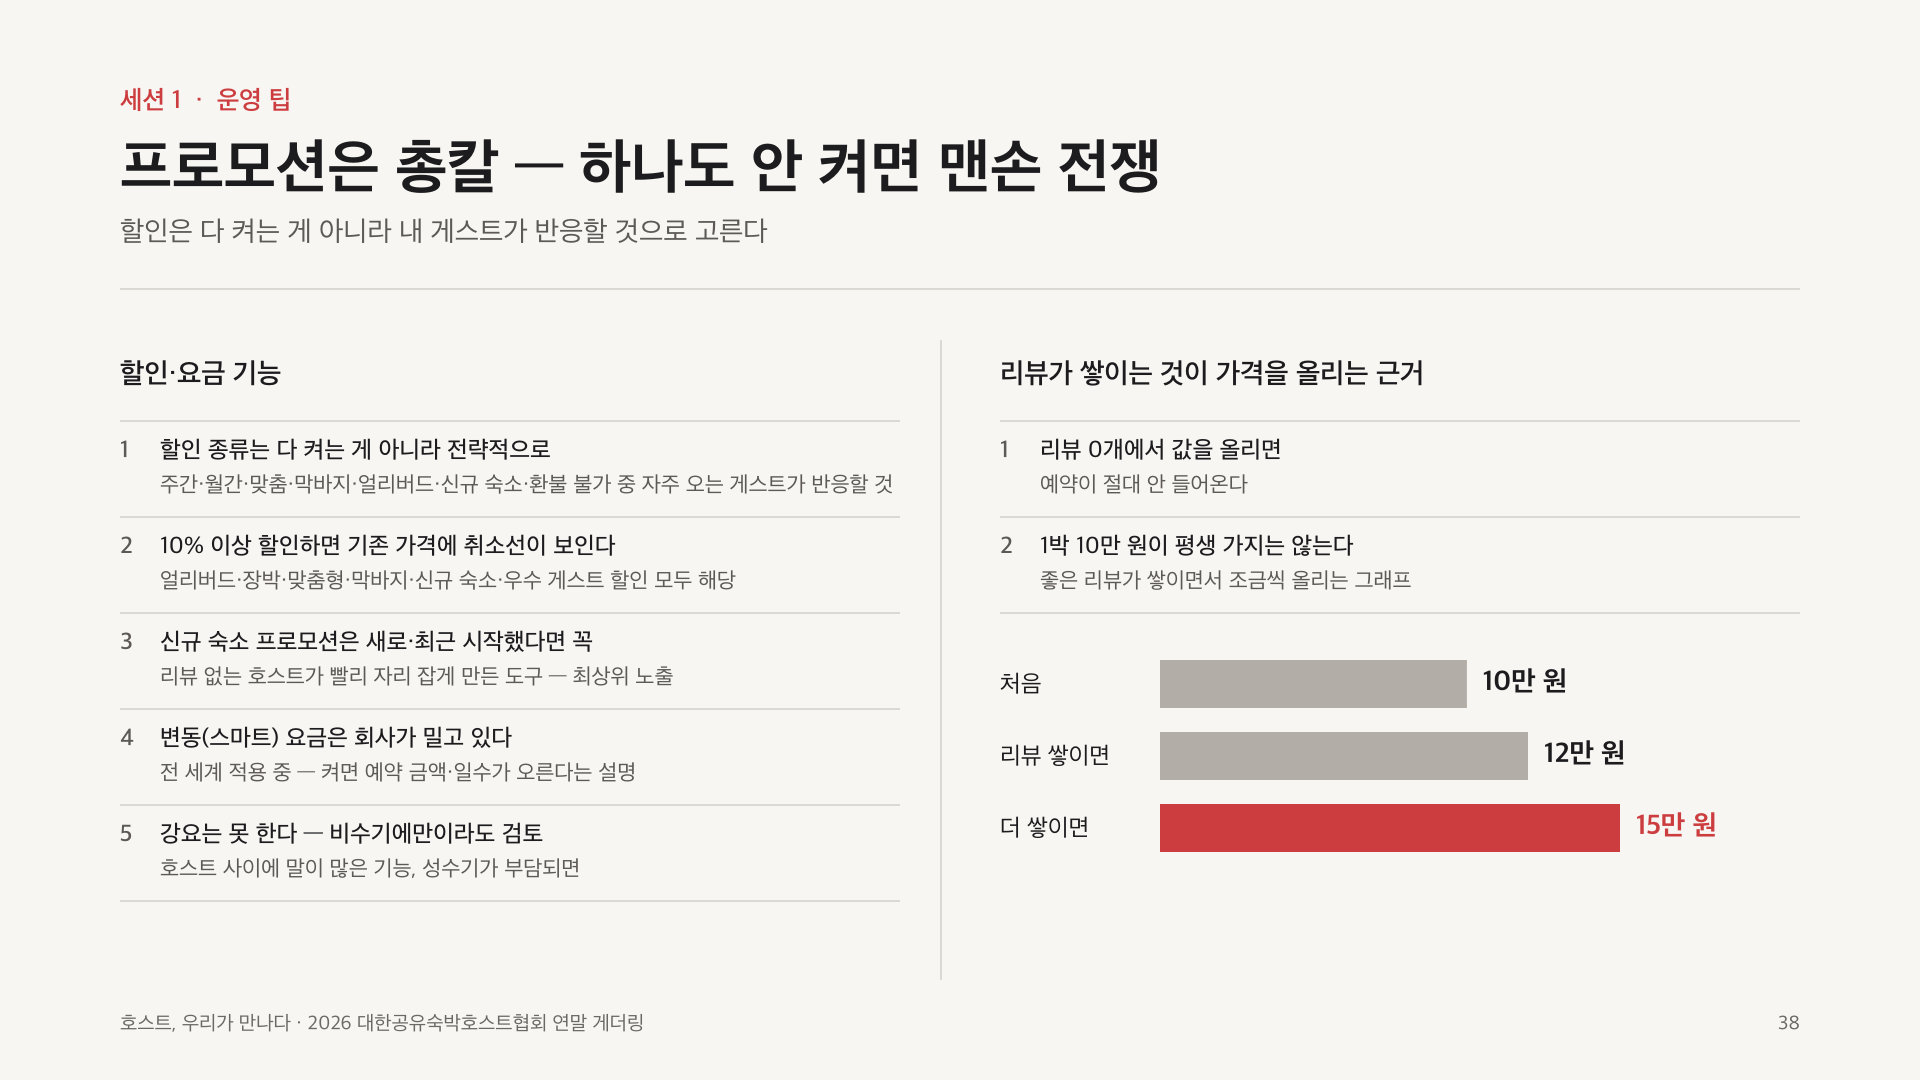 세션 1 · 운영 팁
프로모션은 총칼 — 하나도 안 켜면 맨손 전쟁
할인은 다 켜는 게 아니라 내 게스트가 반응할 것으로 고른다
할인·요금 기능
1 할인 종류는 다 켜는 게 아니라 전략적으로
주간·월간·맞춤·막바지·얼리버드·신규 숙소·환불 불가 중 자주 오는 게스트가 반응할 것
2 10% 이상 할인하면 기존 가격에 취소선이 보인다
얼리버드·장박·맞춤형·막바지·신규 숙소·우수 게스트 할인 모두 해당
3 신규 숙소 프로모션은 새로·최근 시작했다면 꼭
리뷰 없는 호스트가 빨리 자리 잡게 만든 도구 — 최상위 노출
4 변동(스마트) 요금은 회사가 밀고 있다
전 세계 적용 중 — 켜면 예약 금액·일수가 오른다는 설명
5 강요는 못 한다 — 비수기에만이라도 검토
호스트 사이에 말이 많은 기능, 성수기가 부담되면
리뷰가 쌓이는 것이 가격을 올리는 근거
1 리뷰 0개에서 값을 올리면
예약이 절대 안 들어온다
2 1박 10만 원이 평생 가지는 않는다
좋은 리뷰가 쌓이면서 조금씩 올리는 그래프
처음 10만 원
리뷰 쌓이면 12만 원
더 쌓이면 15만 원
호스트, 우리가 만나다 · 2026 대한공유숙박호스트협회 연말 게더링
38